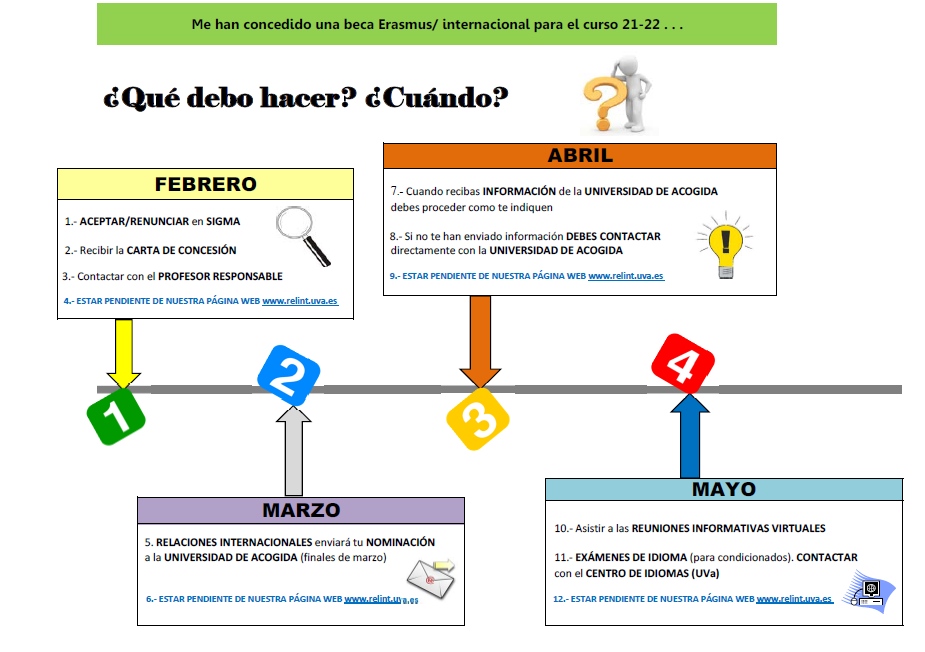 Me han concedido una beca Erasmus/ internacional para el curso 21-22 . . .
¿Qué debo hacer? ¿Cuándo?
FEBRERO
1.- ACEPTAR/RENUNCIAR en SIGMA
2.- Recibir la CARTA DE CONCESIÓN
3.- Contactar con el PROFESOR RESPONSABLE
4.- ESTAR PENDIENTE DE NUESTRA PÁGINA WEB www.relint.uva.es
ABRIL
7.- Cuando recibas INFORMACIÓN de la UNIVERSIDAD DE ACOGIDA
debes proceder como te indiquen
8.- Si no te han enviado información DEBES CONTACTAR
directamente con la UNIVERSIDAD DE ACOGIDA
9.- ESTAR PENDIENTE DE NUESTRA PÁGINA WEB www.relint.uva.es
1
2
3
4
MARZO
5. RELACIONES INTERNACIONALES enviará tu NOMINACIÓN
a la UNIVERSIDAD DE ACOGIDA (finales de marzo)
6.- ESTAR PENDIENTE DE NUESTRA PÁGINA WEB www.relint.uva.es
MAYO
10.- Asistir a las REUNIONES INFORMATIVAS VIRTUALES
11.- EXÁMENES DE IDIOMA (para condicionados). CONTACTAR
con el CENTRO DE IDIOMAS (UVa)
12.- ESTAR PENDIENTE DE NUESTRA PÁGINA WEB www.relint.uva.es